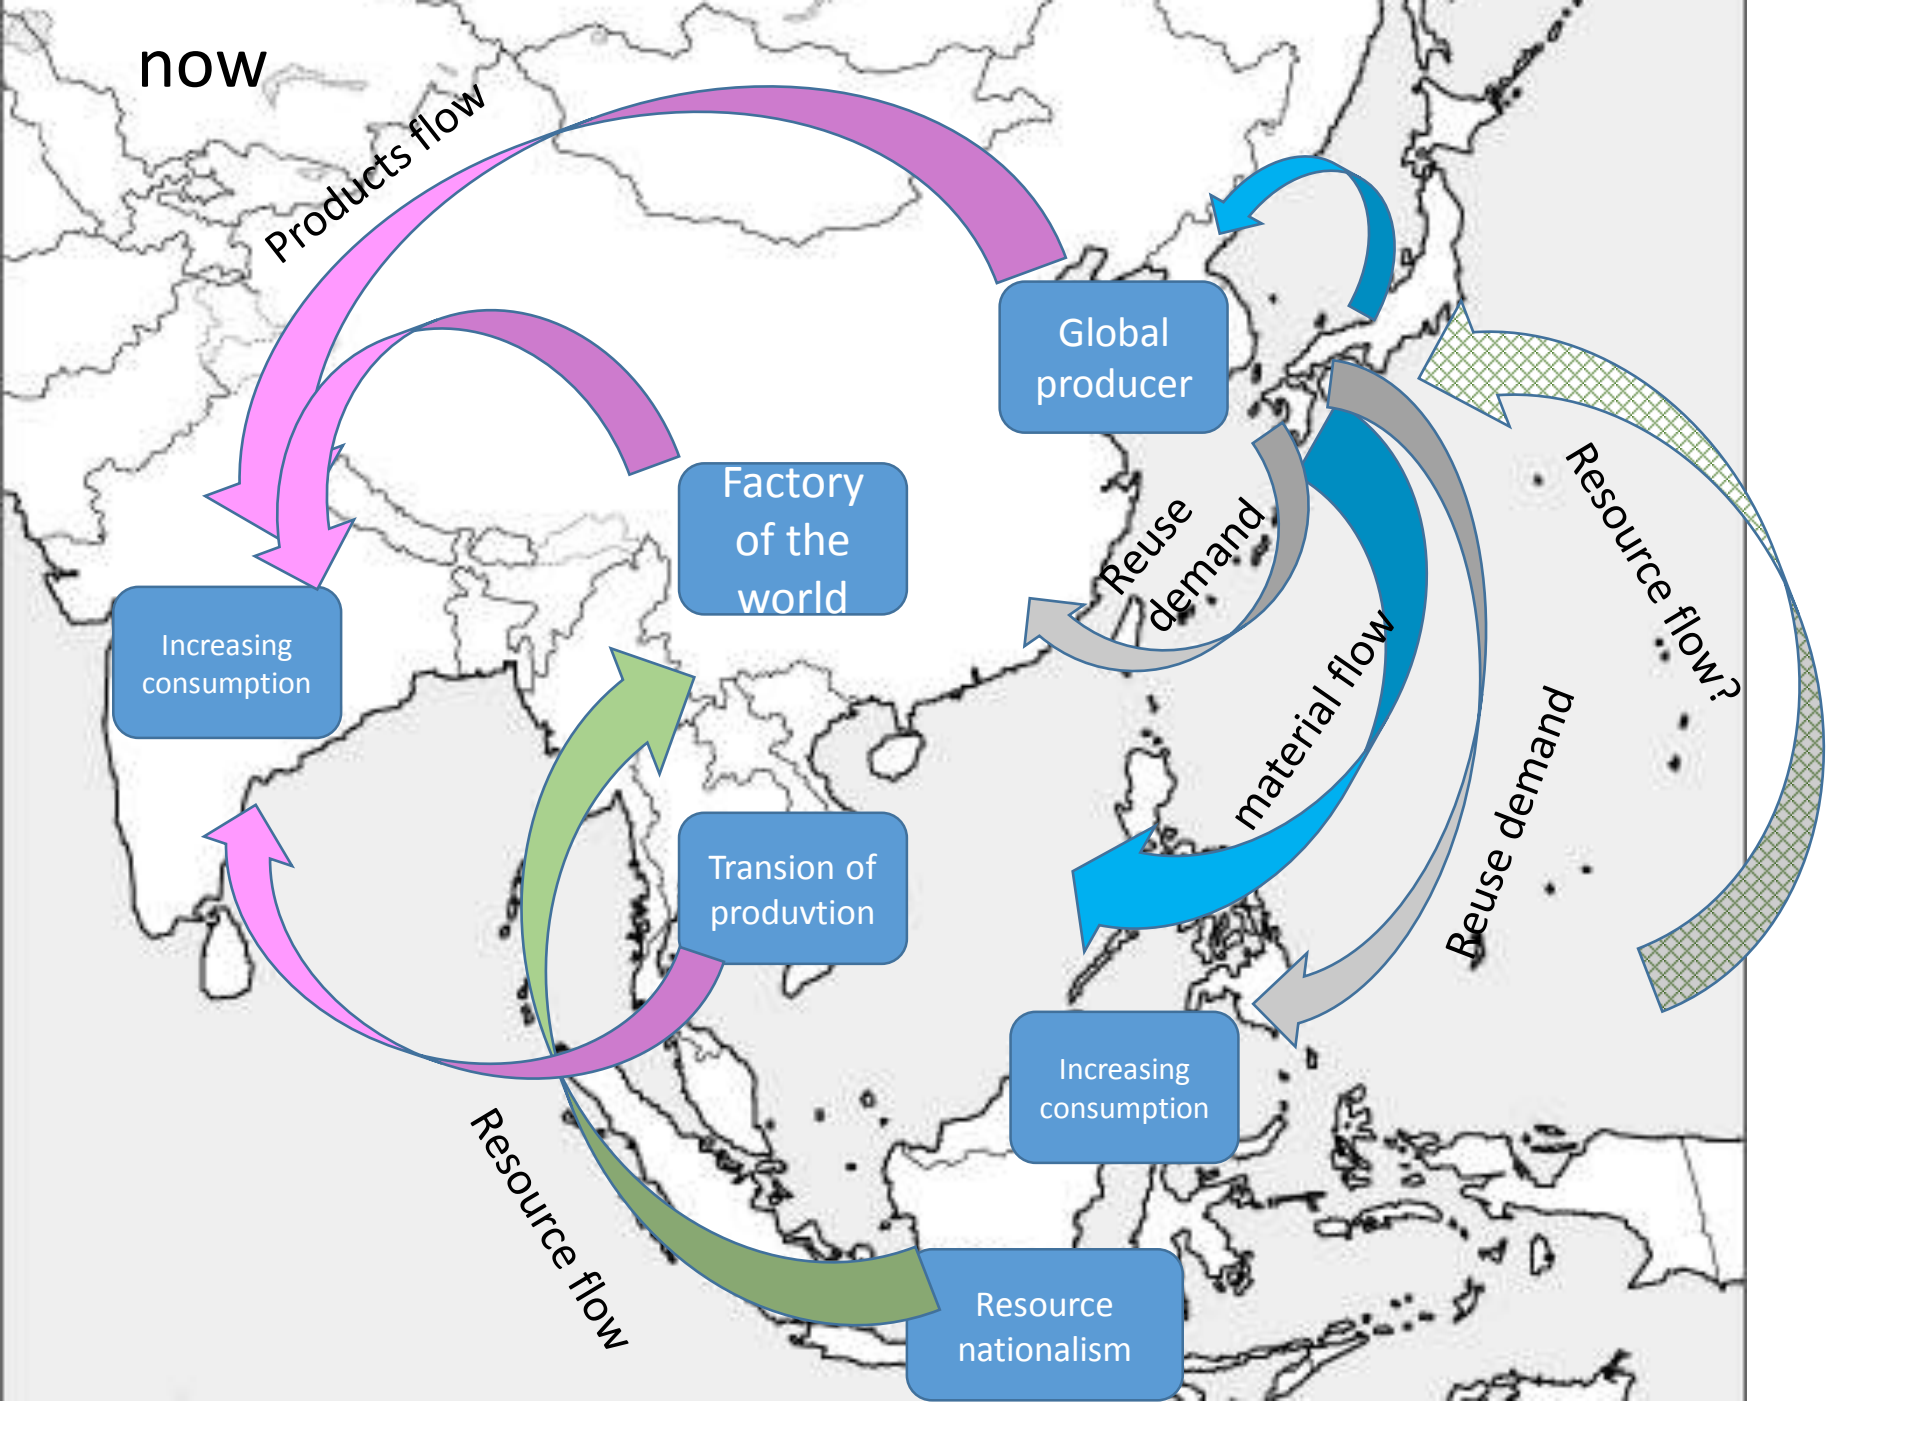 now
Products flow
Global
producer
Factory
of the
world
Reuse
demand
Resource flow?
Increasing
consumption
material flow
Reuse demand
Transion of
produvtion
Increasing
consumption
Resource flow
Resource
nationalism